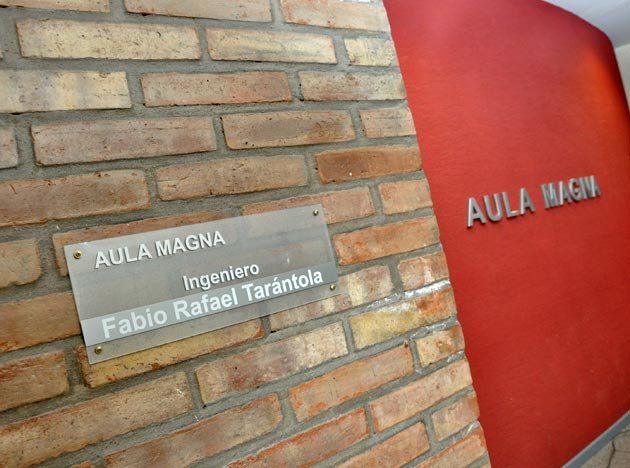 AULA MAGNA
Ingeniero
Fabio Rafael Tarántola
AULA MAGNA